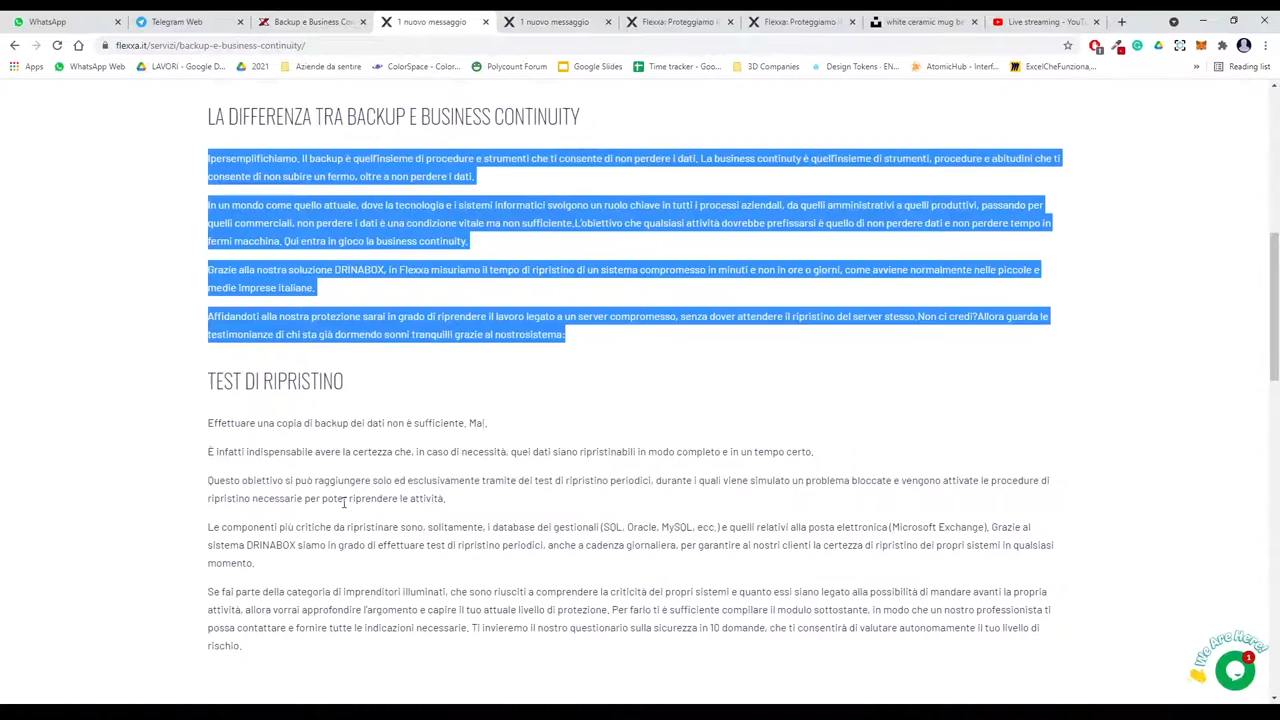 WhatsApp
Telegram Web
Backup e Business Con
1 nuovo messaggio
1 nuovo messaggio
Flexxa: Proteggiamo i
Flexxa: Proteggiamo i
white ceramic mug be
Live streaming - YouTu
flexxa.it/servizi/backup-e-business-continuity/
Apps
WhatsApp Web
LAVORI - Google D...
2021
Aziende da sentire
ColorSpace - Color...
Polycount Forum
Google Slides
Time tracker - Goo...
3D Companies
Design Tokens - EN...
AtomicHub - Interf...
ExcelCheFunziona,...
Reading list
LA DIFFERENZA TRA BACKUP E BUSINESS CONTINUITY
Ipersemplifichiamo. Il backup è quell'insieme di procedure e strumenti che ti consente di non perdere i dati. La business continuty è quell'insieme di strumenti, procedure e abitudini che ti
consente di non subire un fermo, oltre a non perdere i dati.
In un mondo come quello attuale, dove la tecnologia e i sistemi informatici svolgono un ruolo chiave in tutti i processi aziendali, da quelli amministrativi a quelli produttivi, passando per
quelli commerciali, non perdere i dati è una condizione vitale ma non sufficiente.L'obiettivo che qualsiasi attività dovrebbe prefissarsi è quello di non perdere dati e non perdere tempo in
fermi macchina. Qui entra in gioco la business continuity.
Grazie alla nostra soluzione DRINABOX, in Flexxa misuriamo il tempo di ripristino di un sistema compromesso in minuti e non in ore o giorni, come avviene normalmente nelle piccole e
medie imprese italiane.
Affidandoti alla nostra protezione sarai in grado di riprendere il lavoro legato a un server compromesso, senza dover attendere il ripristino del server stesso.Non ci credi?Allora guarda le
testimonianze di chi sta già dormendo sonni tranquilli grazie al nostrosistema:
TEST DI RIPRISTINO
Effettuare una copia di backup dei dati non è sufficiente. Mai.
È infatti indispensabile avere la certezza che, in caso di necessità, quei dati siano ripristinabili in modo completo e in un tempo certo.
Questo obiettivo si può raggiungere solo ed esclusivamente tramite dei test di ripristino periodici, durante i quali viene simulato un problema bloccate e vengono attivate le procedure di
ripristino necessarie per poter riprendere le attività.
Le componenti più critiche da ripristinare sono, solitamente, i database dei gestionali (SQL, Oracle, MySQL, ecc.) e quelli relativi alla posta elettronica (Microsoft Exchange). Grazie al
sistema DRINABOX siamo in grado di effettuare test di ripristino periodici, anche a cadenza giornaliera, per garantire ai nostri clienti la certezza di ripristino dei propri sistemi in qualsiasi
momento.
Se fai parte della categoria di imprenditori illuminati, che sono riusciti a comprendere la criticità dei propri sistemi e quanto essi siano legato alla possibilità di mandare avanti la propria
attività, allora vorrai approfondire l'argomento e capire il tuo attuale livello di protezione. Per farlo ti è sufficiente compilare il modulo sottostante, in modo che un nostro professionista ti
possa contattare e fornire tutte le indicazioni necessarie. Ti invieremo il nostro questionario sulla sicurezza in 10 domande, che ti consentirà di valutare autonomamente il tuo livello di
rischio.
We Are Here!
1